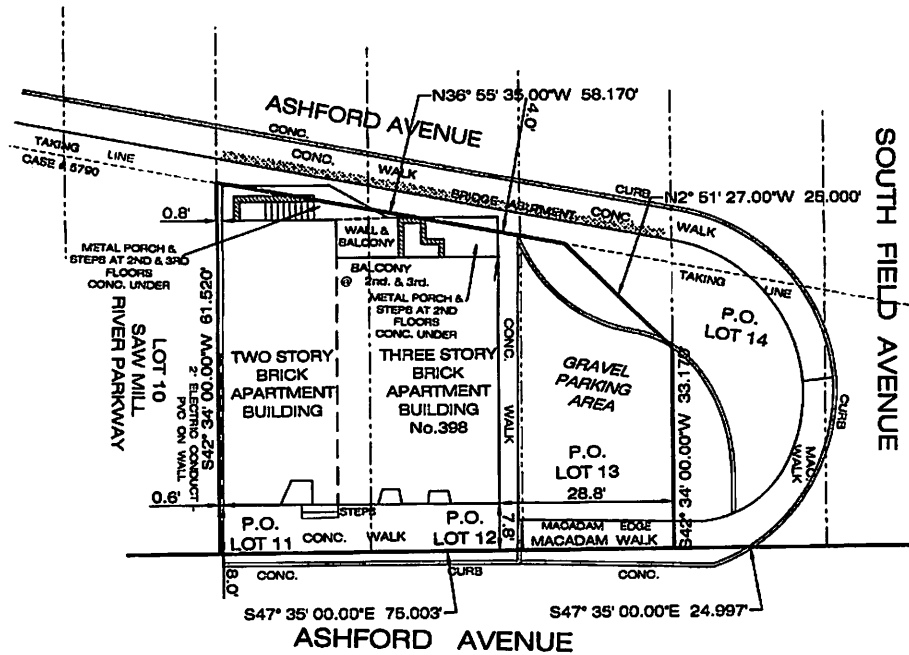 N36° 55' 35.00"W 58.170'
ASHFORD AVENUE
4.0'
CONC.
CONC.
WALK
TAKING LINE
CASE & 5790
BRIDGE-ABPMENT
CONC.
WALK
CURB
N2° 51' 27.00"W 25.000'
SOUTH FIELD AVENUE
0.8'
METAL PORCH &
STEPS AT 2ND & 3RD
FLOORS
CONC. UNDER
WALL &
BALCONY
BALCONY
@ 2nd. & 3rd.
METAL PORCH &
STEPS AT 2ND
FLOORS
CONC. UNDER
TAKING LINE
P.O.
LOT 14
LOT 10
SAW MILL
RIVER PARKWAY
S42° 34' 00.00"W 61.525'
2" ELECTRIC CONDUCT
PVC ON WALL
TWO STORY
BRICK
APARTMENT
BUILDING
THREE STORY
BRICK
APARTMENT
BUILDING
No.398
CONC. WALK
GRAVEL
PARKING
AREA
S42° 34' 00.00"W 33.170'
CURB
MAC.
WALK
P.O.
LOT 13
28.8'
0.6'
STEPS
P.O.
LOT 11
CONC. WALK
P.O.
LOT 12
7.8'
MACADAM EDGE
MACADAM WALK
8.0'
CONC.
CURB
CONC.
S47° 35' 00.00"E 75.003'
S47° 35' 00.00"E 24.997'
ASHFORD AVENUE